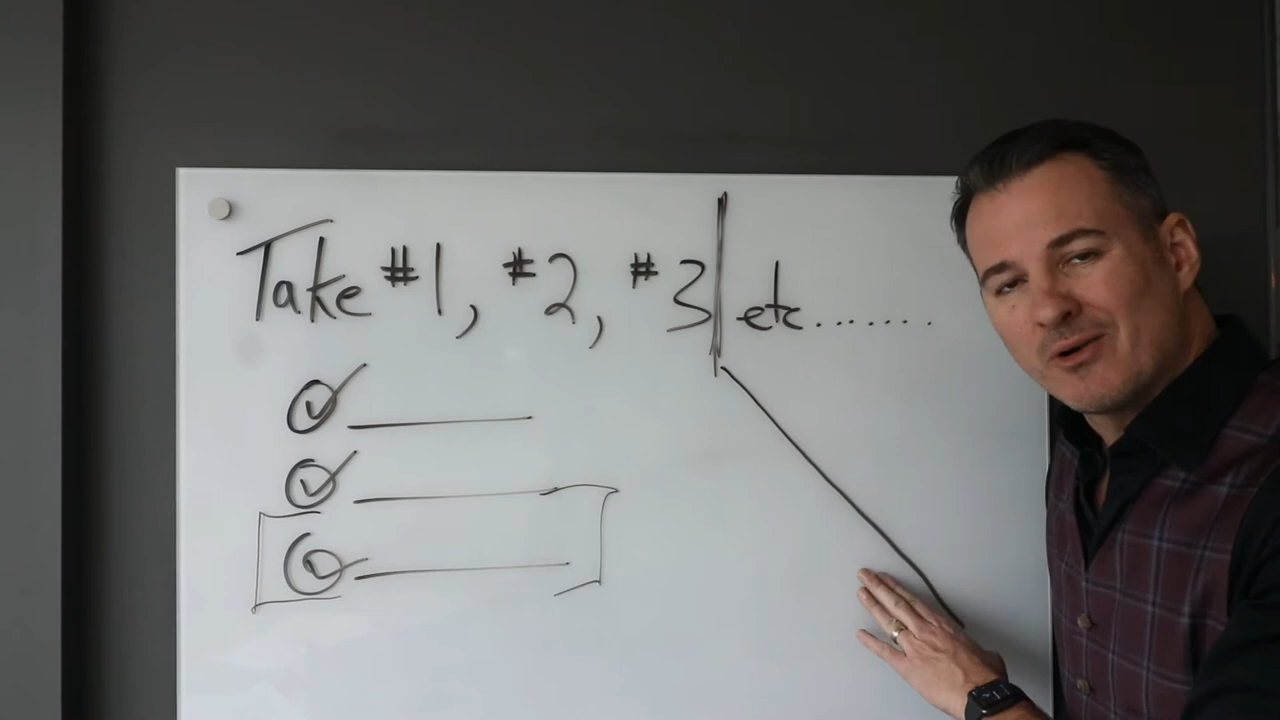 Take #1, #2, #3 etc.......